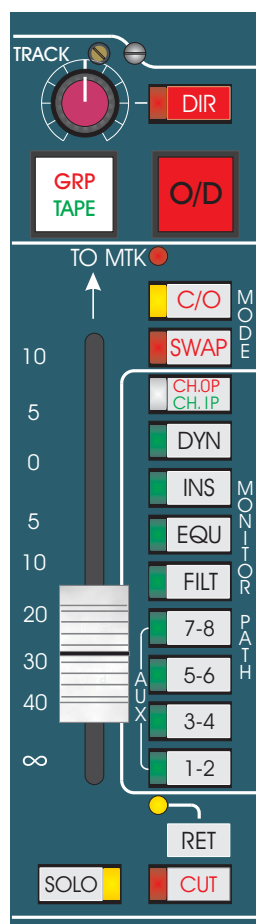 TRACK
DIR
GRP
TAPE
O/D
TO MTK
C/O
SWAP
MODE
CH.OP
CH.IP
DYN
INS
EQU
FILT
MONITOR PATH
7-8
5-6
3-4
1-2
AUX
10
5
0
5
10
20
30
40
∞
RET
SOLO
CUT